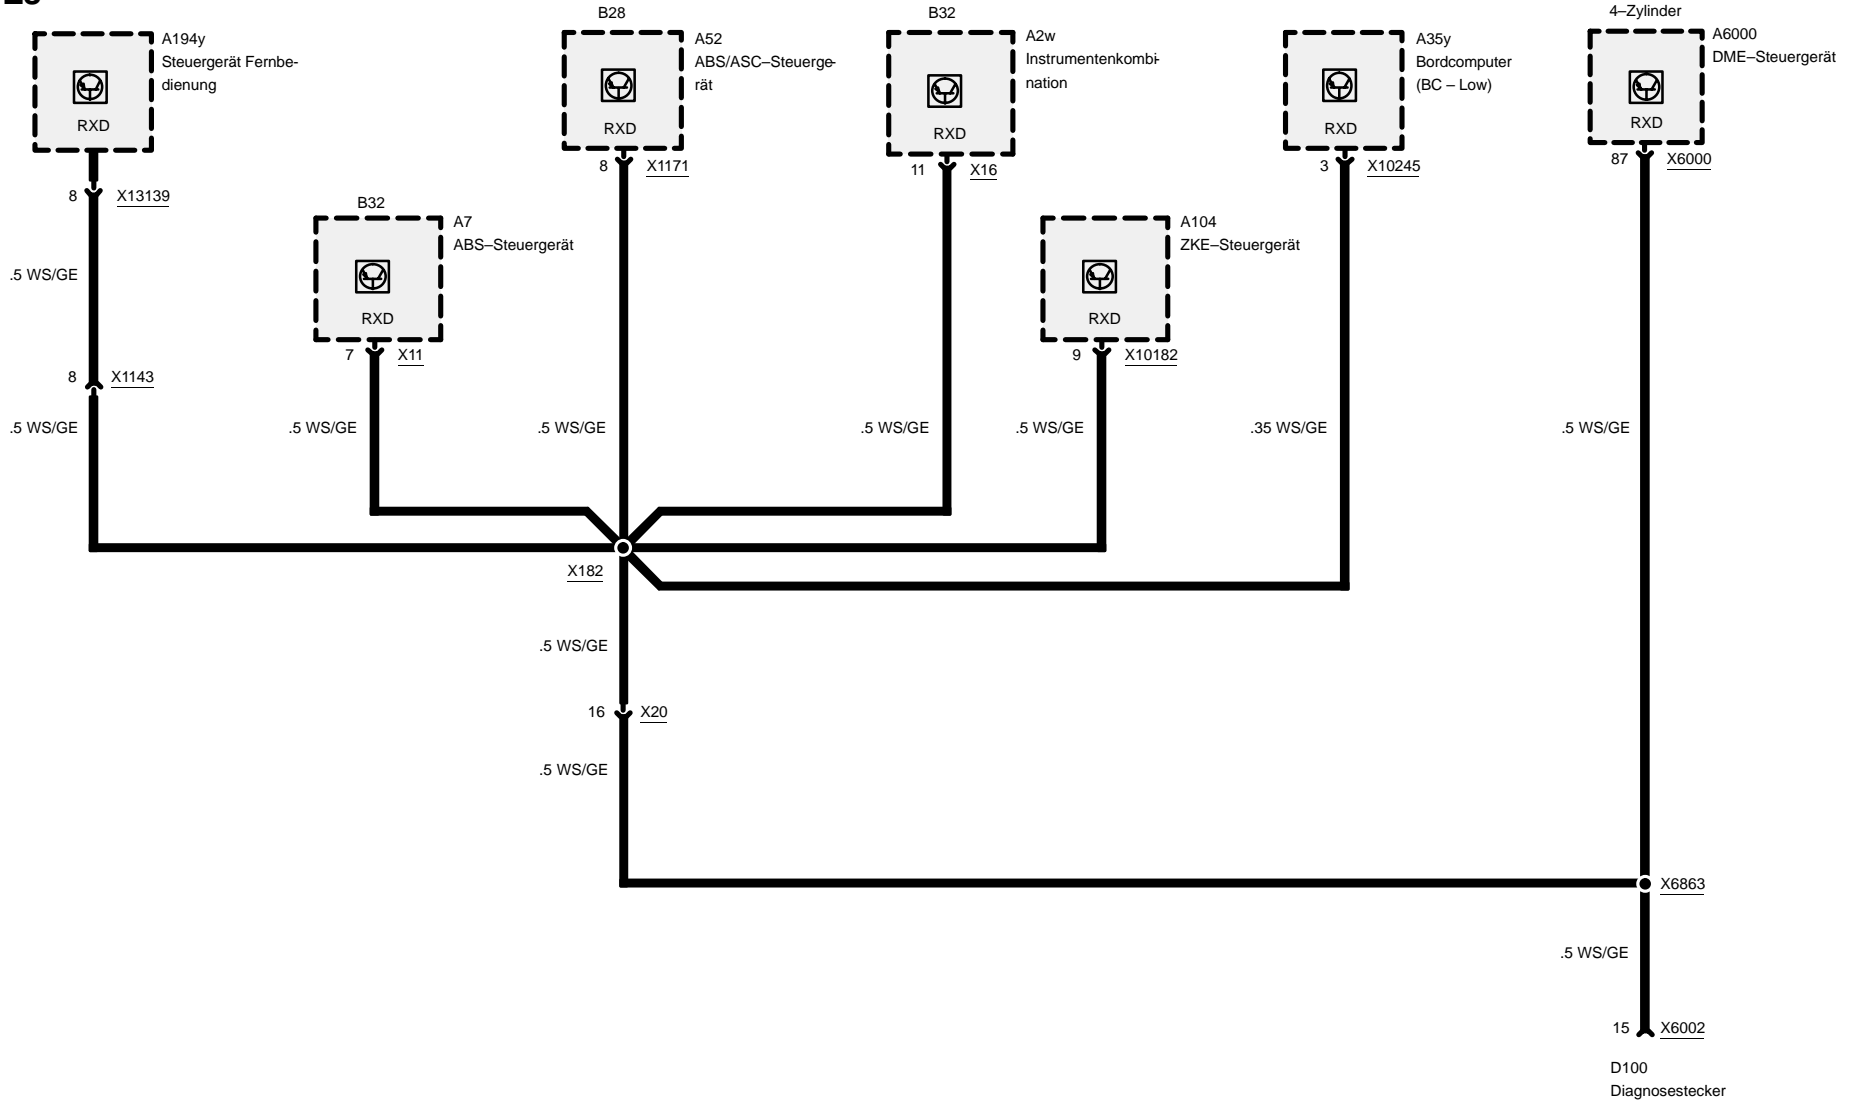 B28
B32
4–Zylinder
A194y
Steuergerät Fernbe-
dienung
RXD
8 X13139
.5 WS/GE
8 X1143
.5 WS/GE
B32
A7
ABS–Steuergerät
RXD
7 X11
.5 WS/GE
A52
ABS/ASC–Steuerge-
rät
RXD
8 X1171
.5 WS/GE
A2w
Instrumentenkombi-
nation
RXD
11 X16
.5 WS/GE
A104
ZKE–Steuergerät
RXD
9 X10182
.5 WS/GE
A35y
Bordcomputer
(BC – Low)
RXD
3 X10245
.35 WS/GE
A6000
DME–Steuergerät
RXD
87 X6000
.5 WS/GE
X182
.5 WS/GE
16 X20
.5 WS/GE
X6863
.5 WS/GE
15 X6002
D100
Diagnosestecker